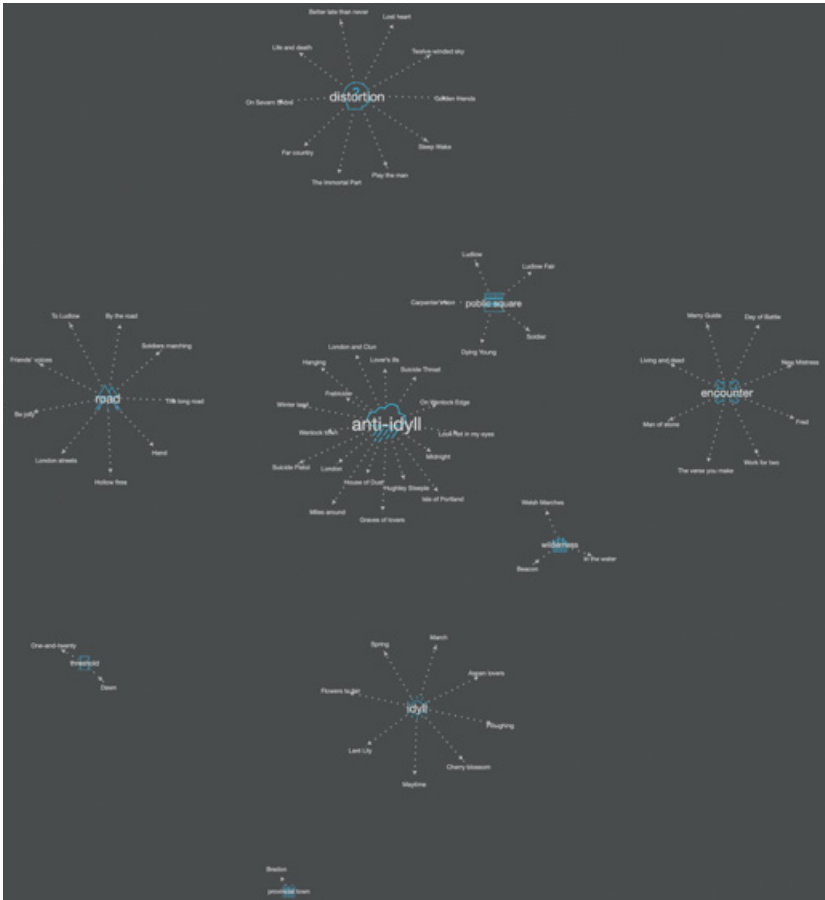 Better late than never
Lost heart
Life and death
Twelve-winded sky
distortion
Golden friends
On Severn
Sleep Wake
Far country
Play the man
The Immortal Part
Ludlow
Ludlow Fair
Carpenter's son
public square
Soldier
Dying Young
To Ludlow
By the road
Soldiers marching
Friends' voices
road
The long road
Be jolly
Hand
London streets
Hollow fires
London and Clun
Lover's ills
Hanging
Suicide Throat
Freeholder
Winter land
On Wenlock Edge
anti-idyll
Wenlock town
Look not in my eyes
Midnight
Suicide Pistol
London
House of Dust
Hughley Steeple
Isle of Portland
Miles around
Graves of lovers
Merry Guide
Day of Battle
Living and dead
New Mistress
encounter
Man of stone
Fred
The verse you make
Work for two
Welsh Marches
wilderness
In the water
Beacon
One-and-twenty
threshold
Dawn
Spring
March
Aspen lovers
Flowers to fair
idyll
Ploughing
Lent Lily
Cherry blossom
Maytime
Bredon
provincial town